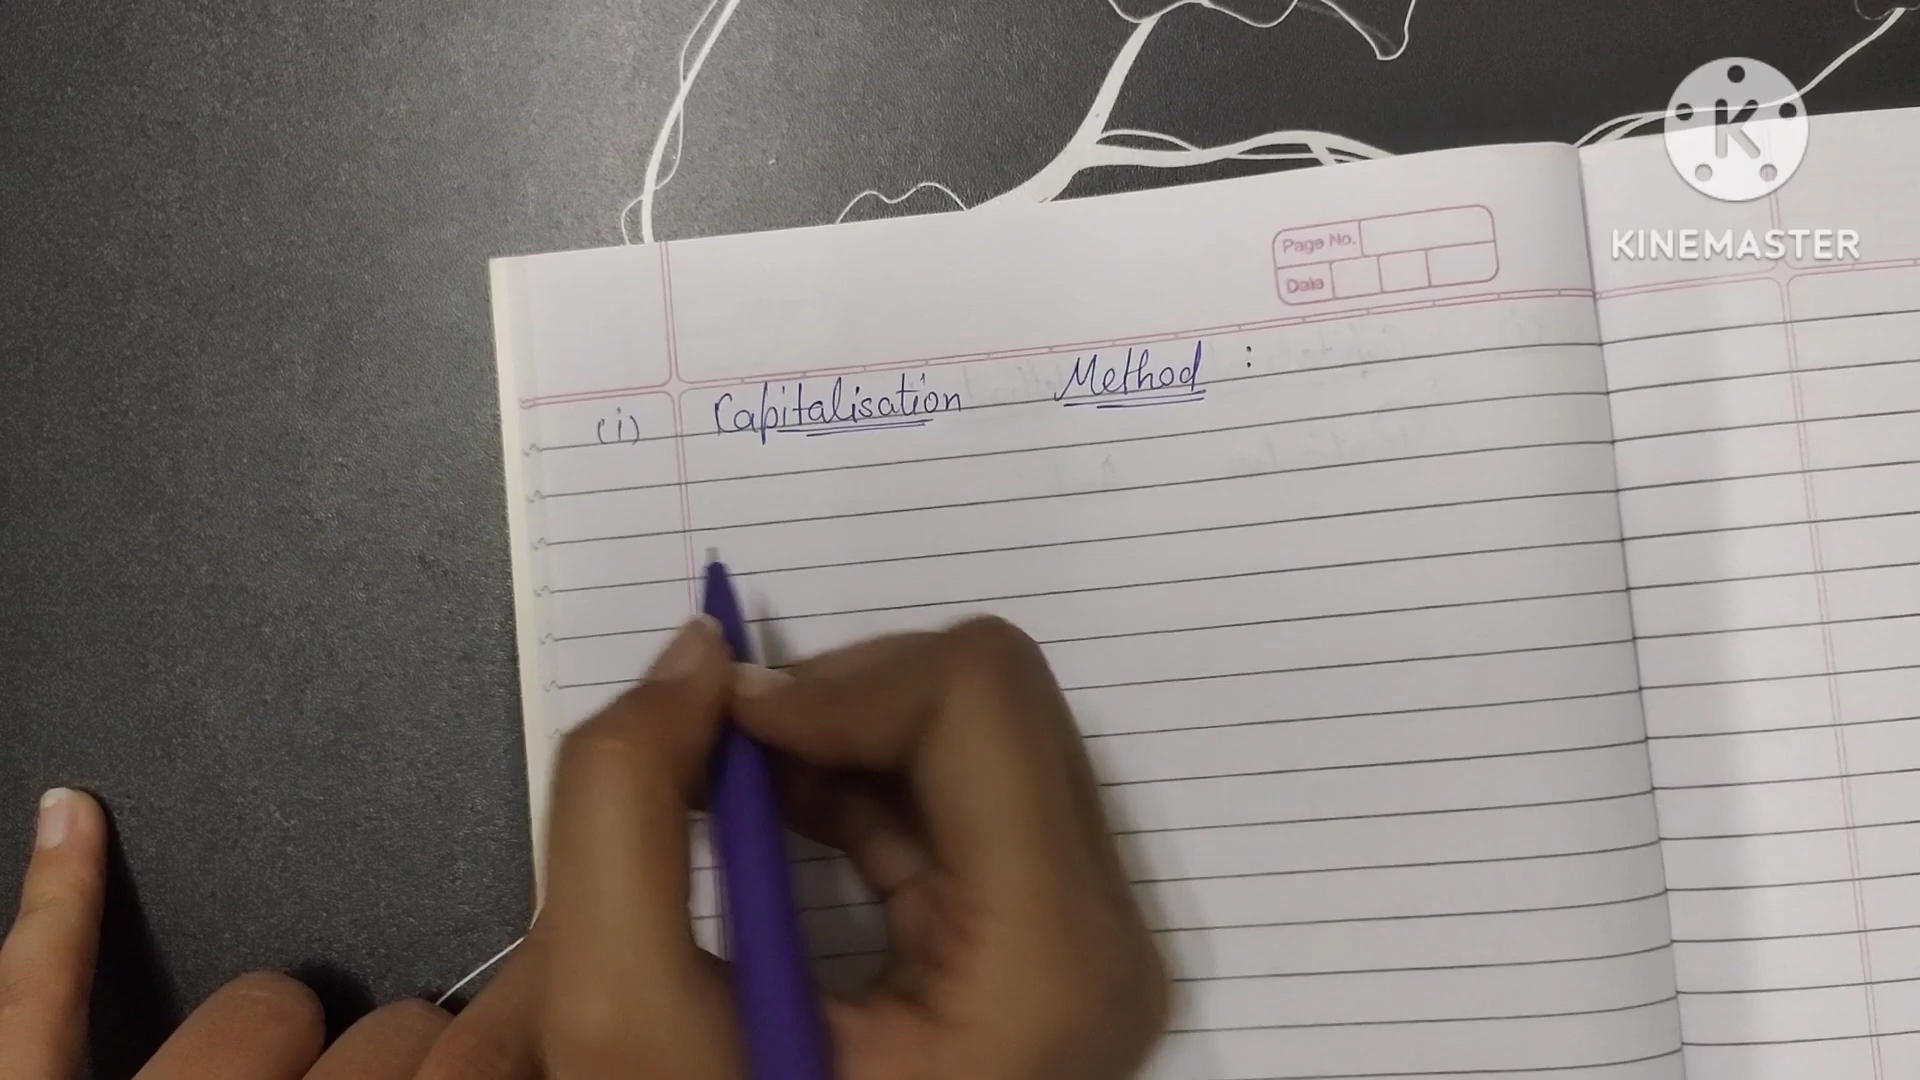 K
KINEMASTER
Page No.
Date
(i) Capitalisation Method :